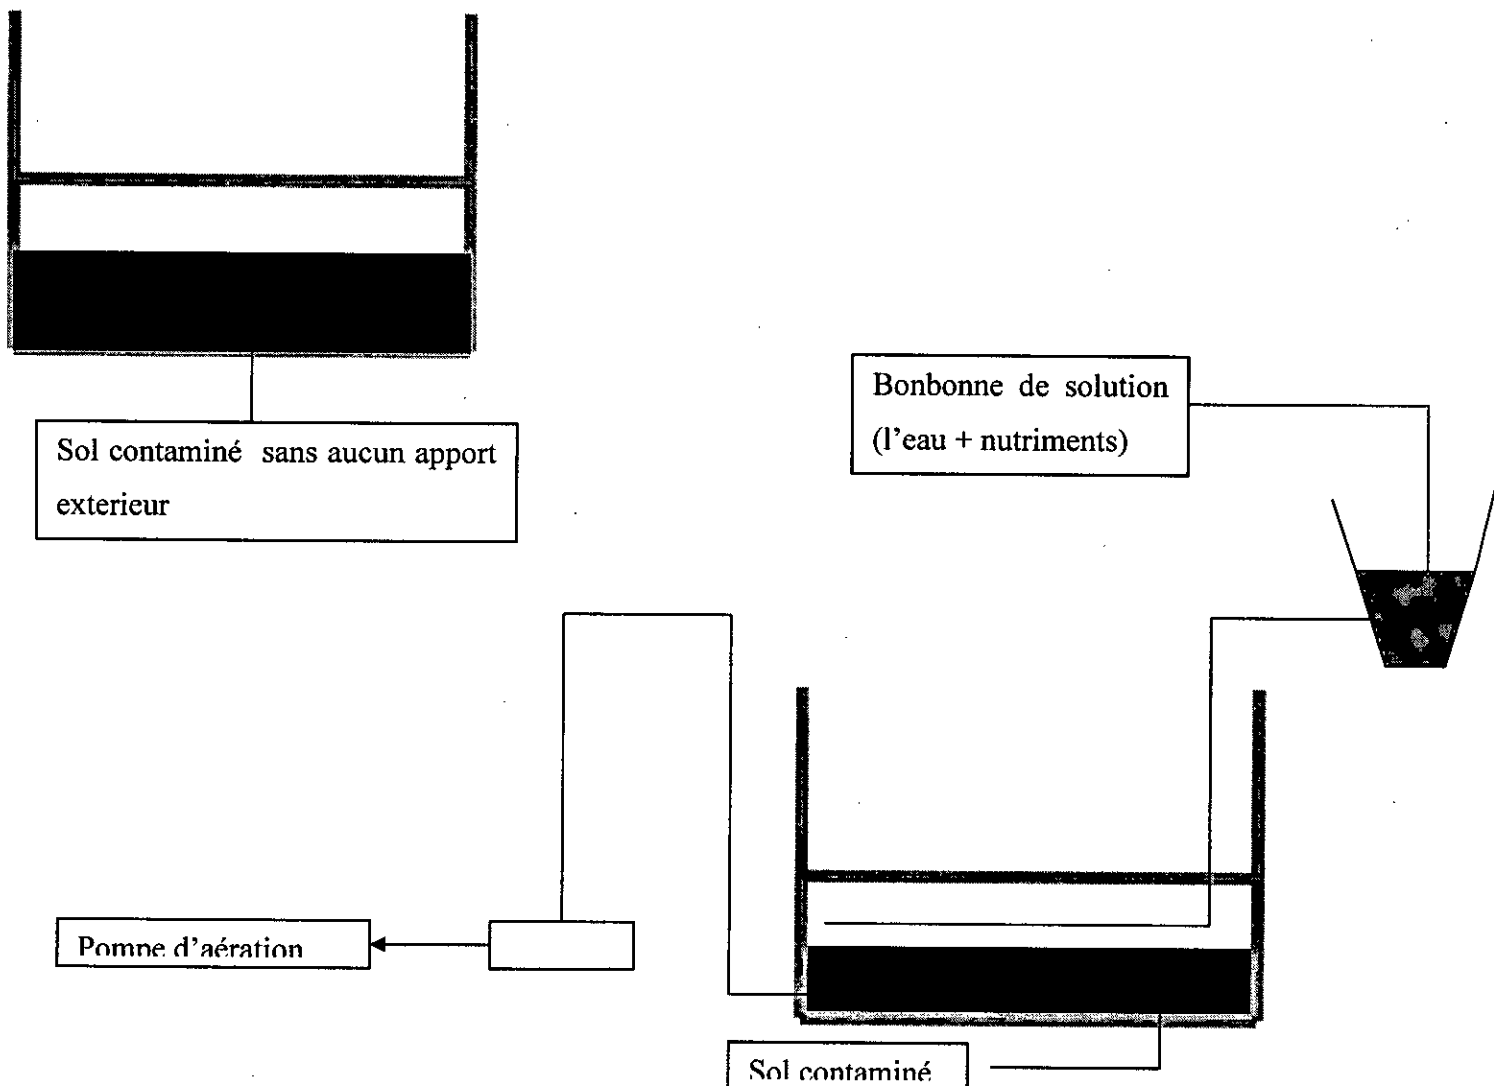 Sol contaminé sans aucun apport
exterieur
Bonbonne de solution
(l'eau + nutriments)
Pompe d'aération
Sol contaminé